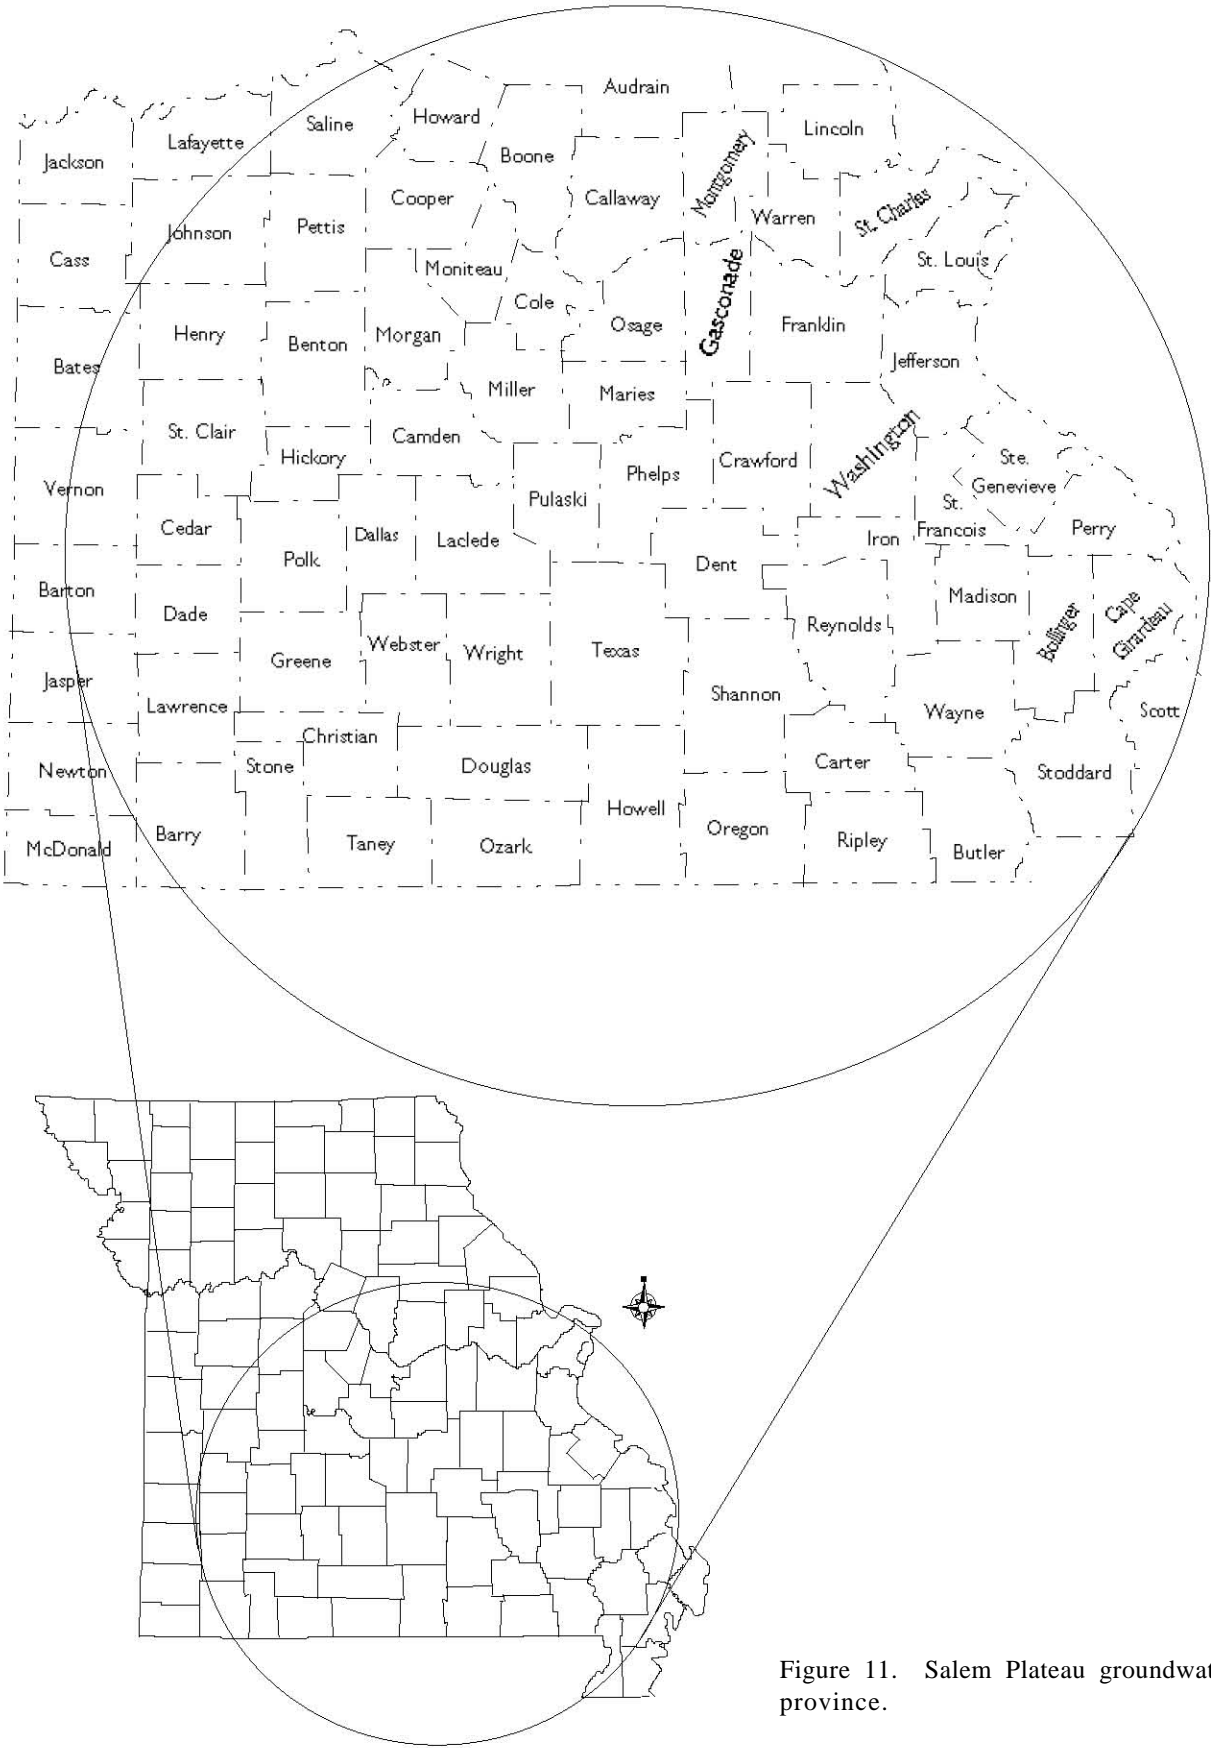 Audrain
Howard
Saline
Lincoln
Lafayette
Boone
Jackson
Montgomery
Cooper
Callaway
Warren
St. Charles
Pettis
Johnson
Cass
Moniteau
St. Louis
Gasconade
Cole
Henry
Benton
Morgan
Osage
Franklin
Bates
Jefferson
Miller
Maries
St. Clair
Camden
Washington
Hickory
Phelps
Crawford
Ste.
Genevieve
Vernon
Pulaski
St.
Francois
Cedar
Dallas
Laclede
Iron
Perry
Polk
Dent
Barton
Madison
Cape
Girardeau
Dade
Reynolds
Bollinger
Webster
Wright
Texas
Greene
Jasper
Shannon
Lawrence
Wayne
Scott
Christian
Newton
Stone
Douglas
Carter
Stoddard
Howell
Barry
Oregon
McDonald
Taney
Ozark
Ripley
Butler
Figure 11. Salem Plateau groundwat
province.